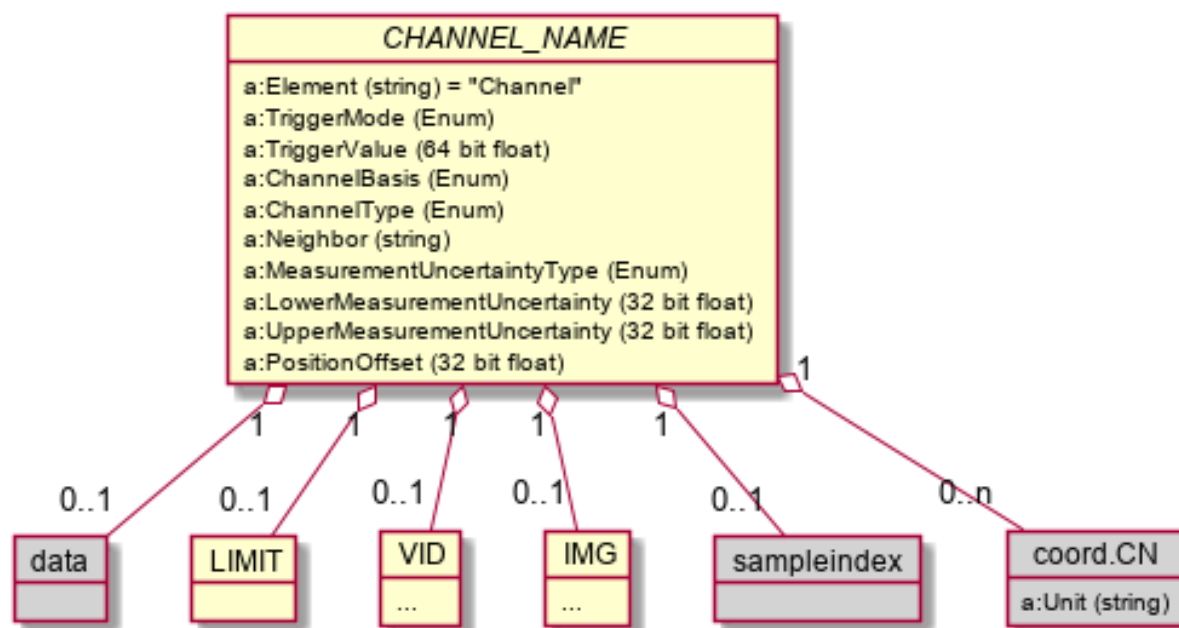 CHANNEL_NAME
a:Element (string) = "Channel"
a:TriggerMode (Enum)
a:TriggerValue (64 bit float)
a:ChannelBasis (Enum)
a:ChannelType (Enum)
a:Neighbor (string)
a:MeasurementUncertaintyType (Enum)
a:LowerMeasurementUncertainty (32 bit float)
a:UpperMeasurementUncertainty (32 bit float)
a:PositionOffset (32 bit float)
1 1 1 1 1 1
0..1 0..1 0..1 0..1 0..1 0..n
data LIMIT VID IMG sampleindex coord.CN
... ... a:Unit (string)